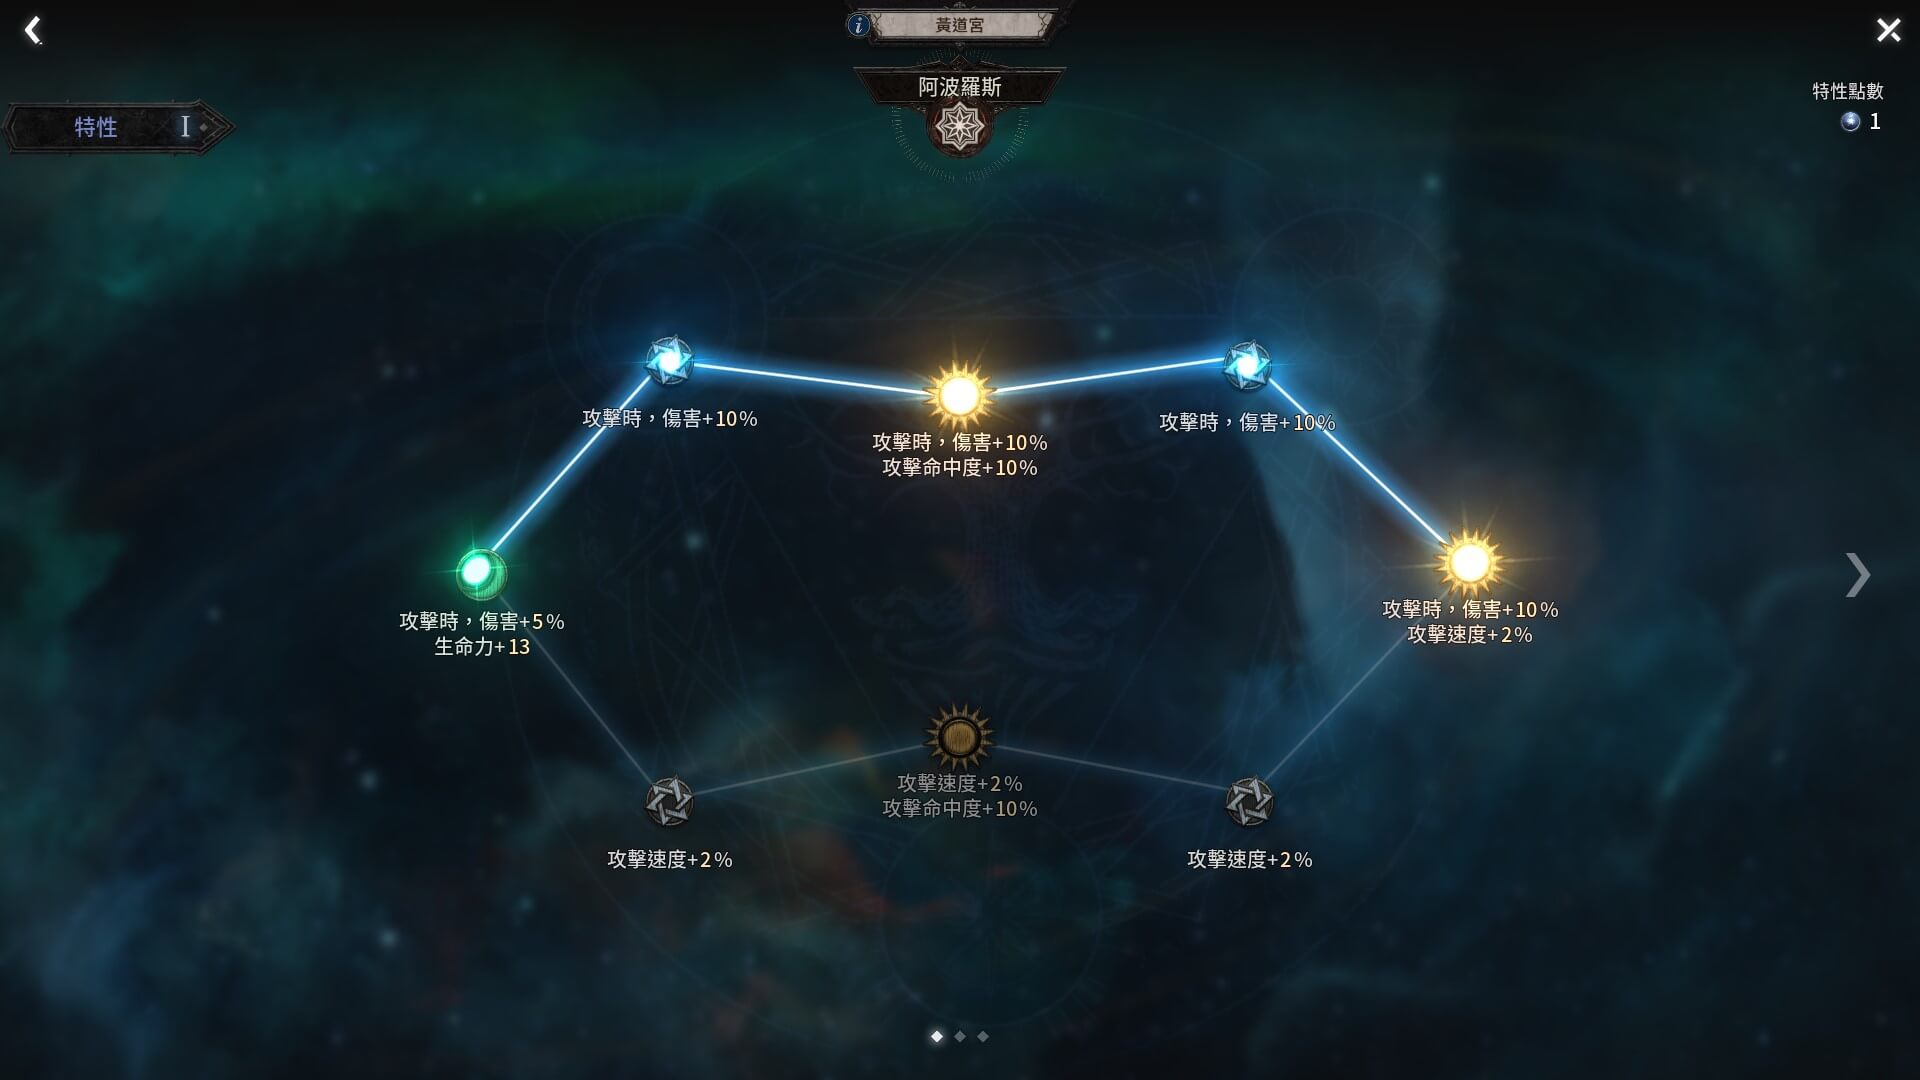 黃道宮
阿波羅斯
特性 I
特性點數
1
攻擊時，傷害+10%
攻擊時，傷害+10%
攻擊命中度+10%
攻擊時，傷害+10%
攻擊時，傷害+5%
生命力+13
攻擊時，傷害+10%
攻擊速度+2%
攻擊速度+2%
攻擊命中度+10%
攻擊速度+2%
攻擊速度+2%